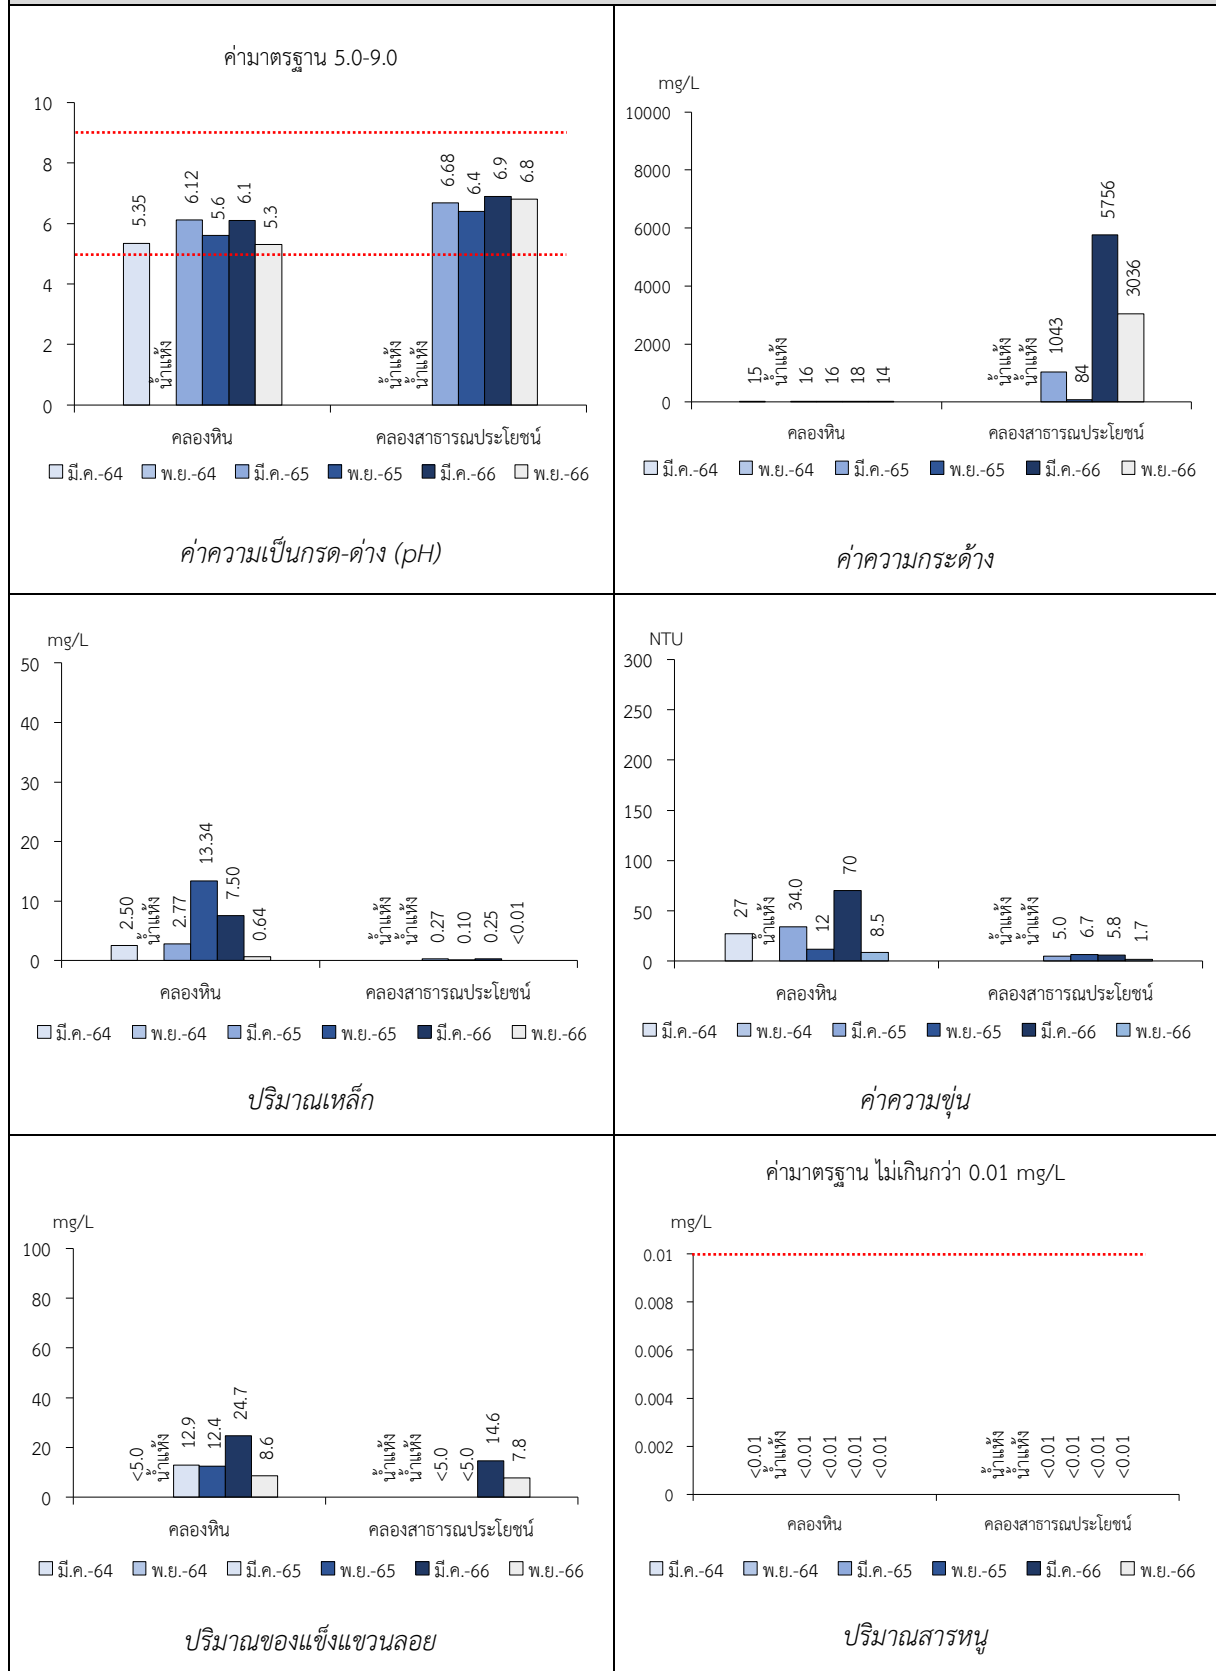 ค่ามาตรฐาน 5.0-9.0
10
8
6
4
2
0
5.35
น้ำแห้ง
6.12
5.6
6.1
5.3
น้ำแห้ง
น้ำแห้ง
6.68
6.4
6.9
6.8
คลองหิน คลองสาธารณประโยชน์
มี.ค.-64 พ.ย.-64 มี.ค.-65 พ.ย.-65 มี.ค.-66 พ.ย.-66
ค่าความเป็นกรด-ด่าง (pH)
mg/L
10000
8000
6000
4000
2000
0
15
น้ำแห้ง
16
16
18
14
น้ำแห้ง
น้ำแห้ง
1043
84
5756
3036
คลองหิน คลองสาธารณประโยชน์
มี.ค.-64 พ.ย.-64 มี.ค.-65 พ.ย.-65 มี.ค.-66 พ.ย.-66
ค่าความกระด้าง
mg/L
50
40
30
20
10
0
2.50
น้ำแห้ง
2.77
13.34
7.50
0.64
น้ำแห้ง
น้ำแห้ง
0.27
0.10
0.25
<0.01
คลองหิน คลองสาธารณประโยชน์
มี.ค.-64 พ.ย.-64 มี.ค.-65 พ.ย.-65 มี.ค.-66 พ.ย.-66
ปริมาณเหล็ก
NTU
300
250
200
150
100
50
0
27
น้ำแห้ง
34.0
12
70
8.5
น้ำแห้ง
น้ำแห้ง
5.0
6.7
5.8
1.7
คลองหิน คลองสาธารณประโยชน์
มี.ค.-64 พ.ย.-64 มี.ค.-65 พ.ย.-65 มี.ค.-66 พ.ย.-66
ค่าความขุ่น
mg/L
100
80
60
40
20
0
<5.0
น้ำแห้ง
12.9
12.4
24.7
8.6
น้ำแห้ง
น้ำแห้ง
<5.0
<5.0
14.6
7.8
คลองหิน คลองสาธารณประโยชน์
มี.ค.-64 พ.ย.-64 มี.ค.-65 พ.ย.-65 มี.ค.-66 พ.ย.-66
ปริมาณของแข็งแขวนลอย
ค่ามาตรฐาน ไม่เกินกว่า 0.01 mg/L
mg/L
0.01
0.008
0.006
0.004
0.002
0
<0.01
น้ำแห้ง
<0.01
<0.01
<0.01
<0.01
น้ำแห้ง
น้ำแห้ง
<0.01
<0.01
<0.01
<0.01
คลองหิน คลองสาธารณประโยชน์
มี.ค.-64 พ.ย.-64 มี.ค.-65 พ.ย.-65 มี.ค.-66 พ.ย.-66
ปริมาณสารหนู